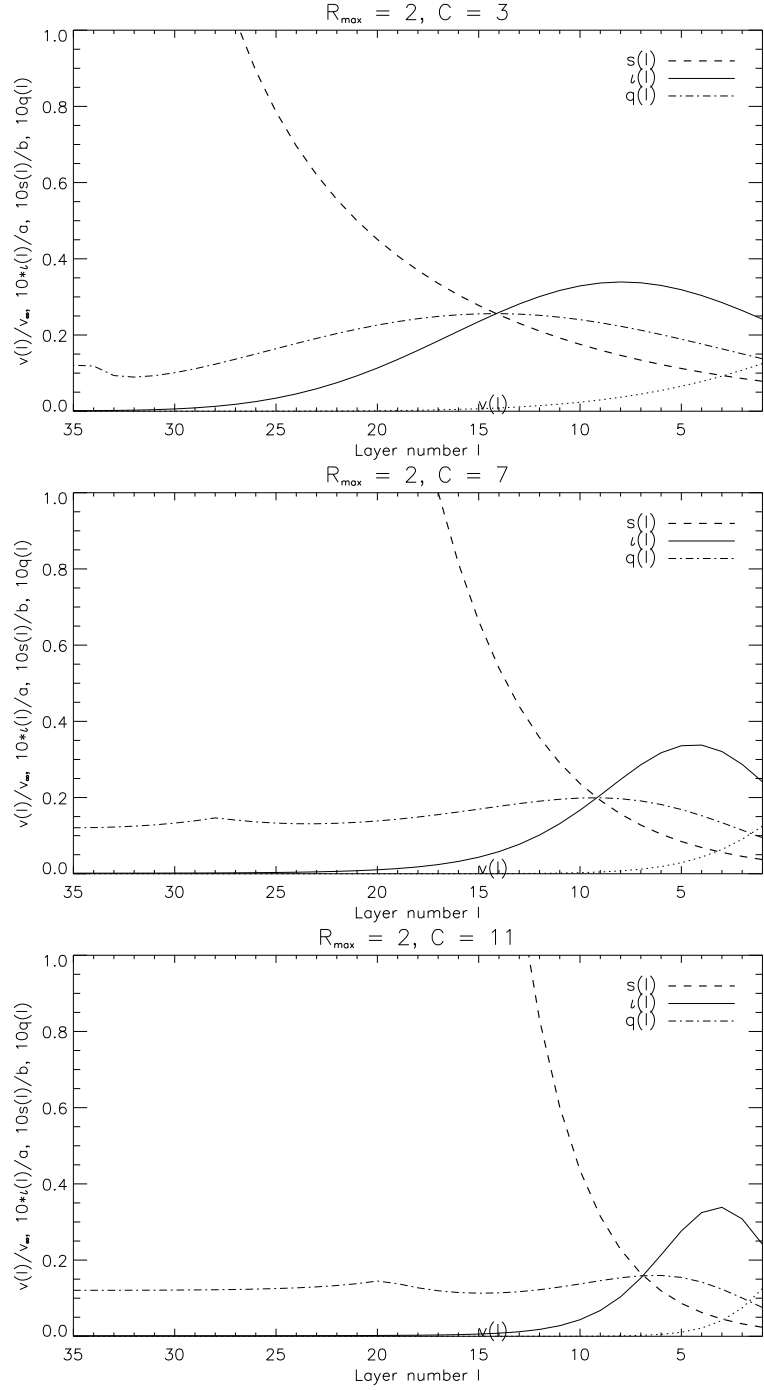 R_max = 2, C = 3
v(l)/v_∞, 10*ι(l)/a, 10s(l)/b, 10q(l)
1.0
0.8
0.6
0.4
0.2
0.0
s(l)
ι(l)
q(l)
v(l)
35 30 25 20 15 10 5
Layer number l
R_max = 2, C = 7
v(l)/v_∞, 10*ι(l)/a, 10s(l)/b, 10q(l)
1.0
0.8
0.6
0.4
0.2
0.0
s(l)
ι(l)
q(l)
v(l)
35 30 25 20 15 10 5
Layer number l
R_max = 2, C = 11
v(l)/v_∞, 10*ι(l)/a, 10s(l)/b, 10q(l)
1.0
0.8
0.6
0.4
0.2
0.0
s(l)
ι(l)
q(l)
v(l)
35 30 25 20 15 10 5
Layer number l